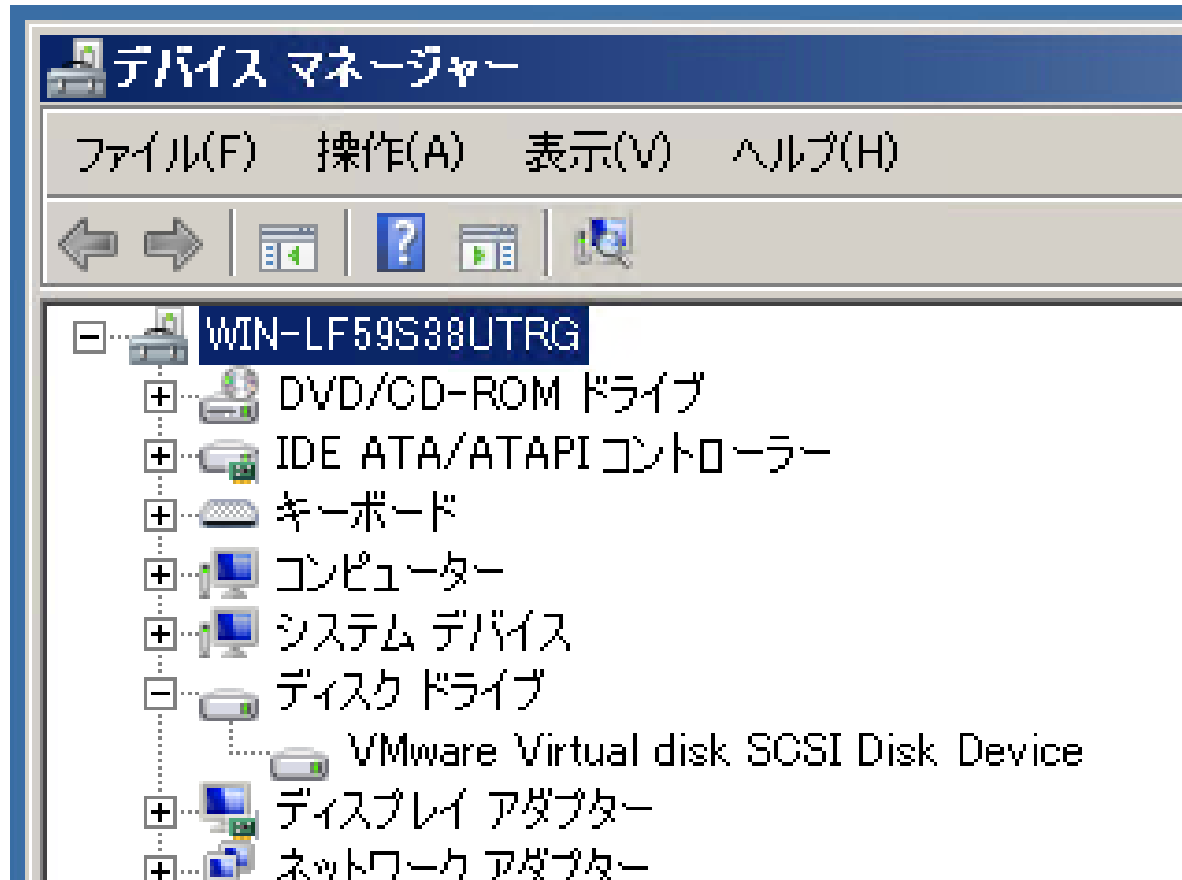 デバイス マネージャー
ファイル(F) 操作(A) 表示(V) ヘルプ(H)
WIN-LF59S38UTRG
DVD/CD-ROM ドライブ
IDE ATA/ATAPI コントローラー
キーボード
コンピューター
システム デバイス
ディスク ドライブ
VMware Virtual disk SCSI Disk Device
ディスプレイ アダプター
ネットワーク アダプター